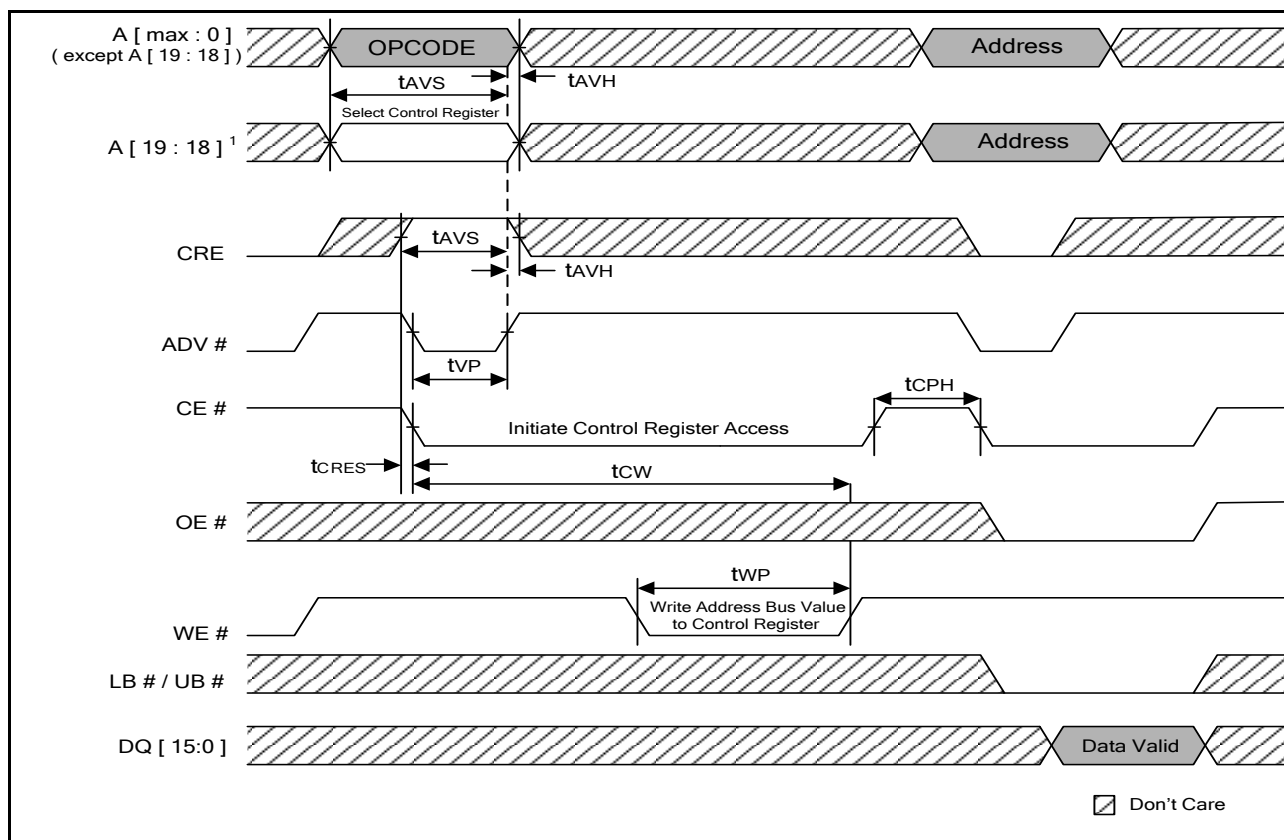 A [ max : 0 ]
( except A [ 19 : 18 ] )
OPCODE
Address
tAVS
tAVH
Select Control Register
A [ 19 : 18 ] 1
Address
CRE
tAVS
tAVH
ADV #
tVP
CE #
tCPH
Initiate Control Register Access
tCRES
tCW
OE #
tWP
Write Address Bus Value
to Control Register
WE #
LB # / UB #
DQ [ 15:0 ]
Data Valid
Don't Care